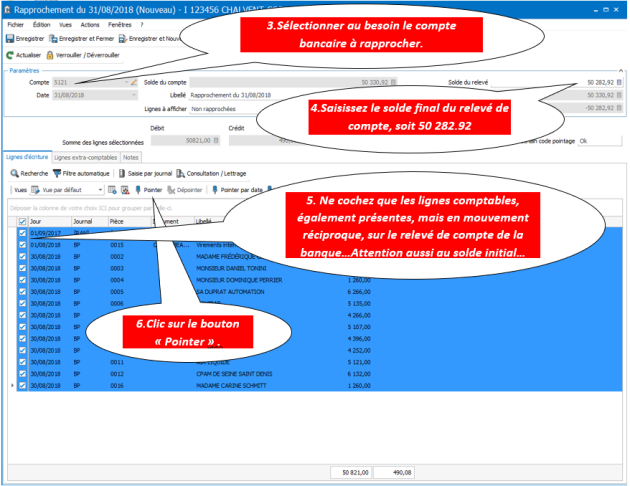 Rapprochement du 31/08/2018 (Nouveau) - I 123456 CHALVENT
3.Sélectionner au besoin le compte
bancaire à rapprocher.
Fichier Édition Vues Actions Fenêtres ?
Enregistrer Enregistrer et Fermer Enregistrer et Nouv
Actualiser Verrouiller / Déverrouiller
Paramètres
Compte 5121 Solde du compte 50 330,92 Solde du relevé 50 282,92
Date 31/08/2018 Libellé Rapprochement du 31/08/2018 50 330,92
Lignes à afficher Non rapprochées -50 282,92
4.Saisissez le solde final du relevé de
compte, soit 50 282.92
Débit Crédit
Somme des lignes sélectionnées 50821,00 code pointage Ok
Lignes d'écriture Lignes extra-comptables Notes
Recherche Filtre automatique Saisie par journal Consultation / Lettrage
Vues Vue par défaut Pointer Dépointer Pointer par date
5. Ne cochez que les lignes comptables,
également présentes, mais en mouvement
réciproque, sur le relevé de compte de la
banque...Attention aussi au solde initial...
Déposer la colonne de votre choix ICI pour grouper par celle-ci.
Jour Journal Pièce Libellé
01/09/2017
01/08/2018 BP 0015 Virements inter
30/08/2018 BP 0002 MADAME FRÉDÉRIQUE
30/08/2018 BP 0003 MONSIEUR DANIEL TONINI
30/08/2018 BP 0004 MONSIEUR DOMINIQUE PERRIER 1 260,00
30/08/2018 BP 0005 SA DUPRAT AUTOMATION 6 266,00
30/08/2018 BP 0006 5 135,00
30/08/2018 BP 4 266,00
30/08/2018 BP 5 107,00
30/08/2018 BP 4 396,00
30/08/2018 BP 4 252,00
30/08/2018 BP 0011 5 121,00
30/08/2018 BP 0012 CPAM DE SEINE SAINT DENIS 6 132,00
30/08/2018 BP 0016 MADAME CARINE SCHMITT 1 260,00
6.Clic sur le bouton
« Pointer » .
50 821,00 490,08